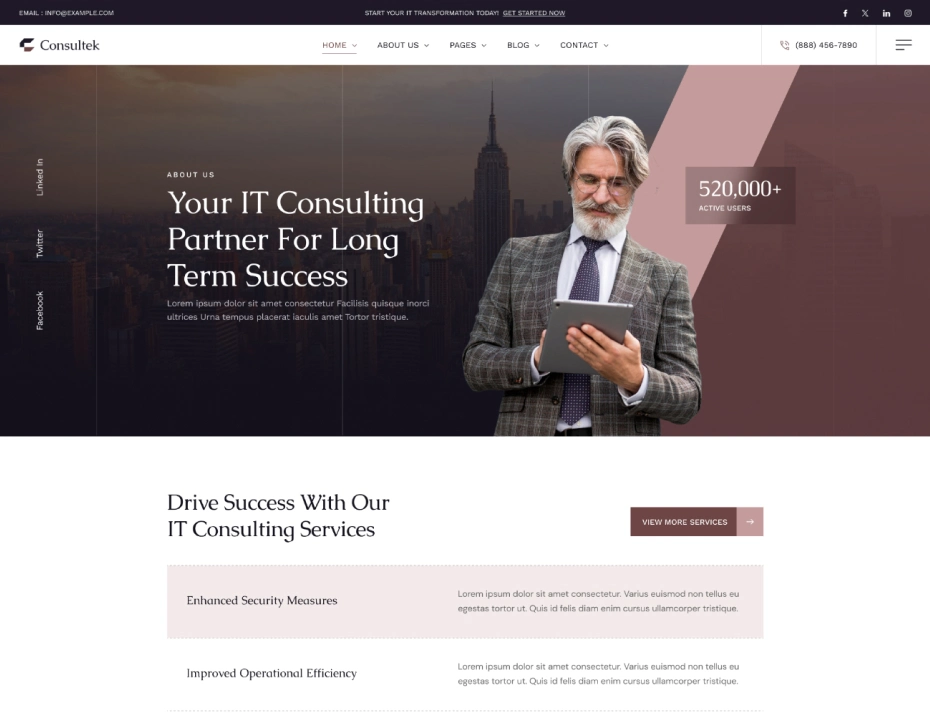 EMAIL : INFO@EXAMPLE.COM
START YOUR IT TRANSFORMATION TODAY! GET STARTED NOW
Consultek
HOME
ABOUT US
PAGES
BLOG
CONTACT
(888) 456-7890
Linked In
Twitter
Facebook
ABOUT US
Your IT Consulting
Partner For Long
Term Success
Lorem ipsum dolor sit amet consectetur Facilisis quisque inorci
ultrices Urna tempus placerat iaculis amet Tortor tristique.
520,000+
ACTIVE USERS
Drive Success With Our
IT Consulting Services
VIEW MORE SERVICES
Enhanced Security Measures
Lorem ipsum dolor sit amet consectetur. Varius euismod non tellus eu
egestas tortor ut. Quis id felis diam enim cursus ullamcorper tristique.
Improved Operational Efficiency
Lorem ipsum dolor sit amet consectetur. Varius euismod non tellus eu
egestas tortor ut. Quis id felis diam enim cursus ullamcorper tristique.